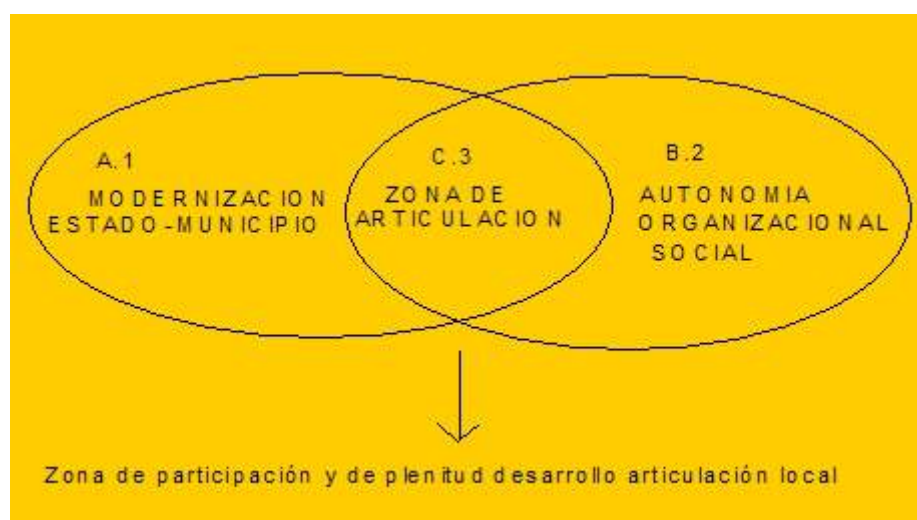 A.1
MODERNIZACION
ESTADO-MUNICIPIO
C.3
ZONA DE
ARTICULACION
B.2
AUTONOMIA
ORGANIZACIONAL
SOCIAL
Zona de participación y de plenitud desarrollo articulación local